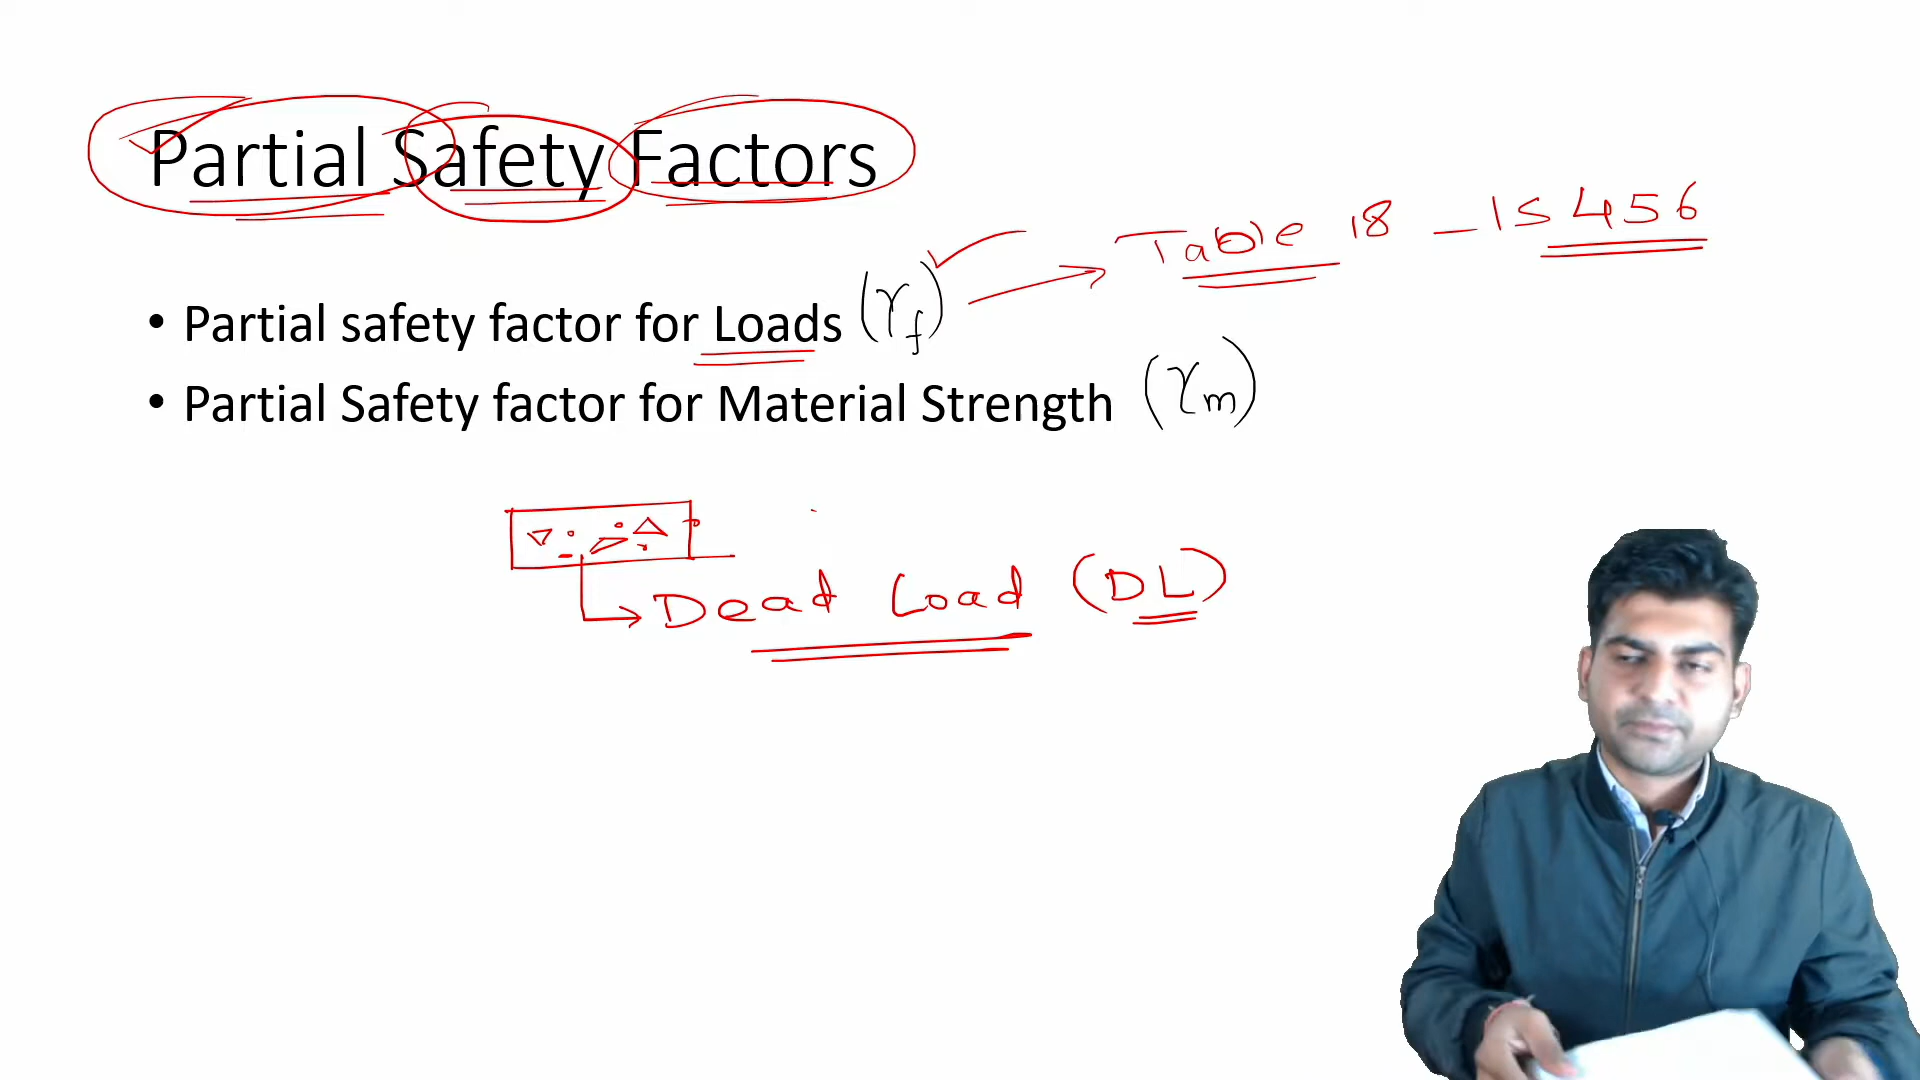 Partial Safety Factors
Table 18 - IS 456
• Partial safety factor for Loads (γf)
• Partial Safety factor for Material Strength (γm)
Dead Load (DL)